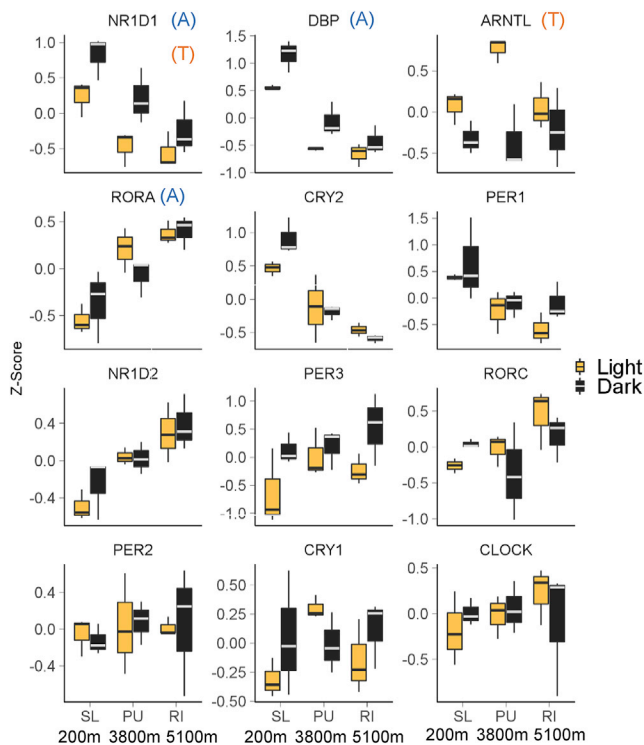 NR1D1 (A) DBP (A) ARNTL (T)
(T)
1.0 0.5 0.0 -0.5
1.5 1.0 0.5 0.0 -0.5 -1.0
0.5 0.0 -0.5
RORA (A) CRY2 PER1
0.5 0.0 -0.5
1.0 0.5 0.0 -0.5
1.5 1.0 0.5 0.0 -0.5
Z-Score
Light
Dark
NR1D2 PER3 RORC
0.4 0.0 -0.4
1.0 0.5 0.0 -0.5 -1.0
0.5 0.0 -0.5 -1.0
PER2 CRY1 CLOCK
0.4 0.0 -0.4
0.50 0.25 0.00 -0.25 -0.50
0.5 0.0 -0.5
SL PU RI SL PU RI SL PU RI
200m 3800m 5100m 200m 3800m 5100m 200m 3800m 5100m